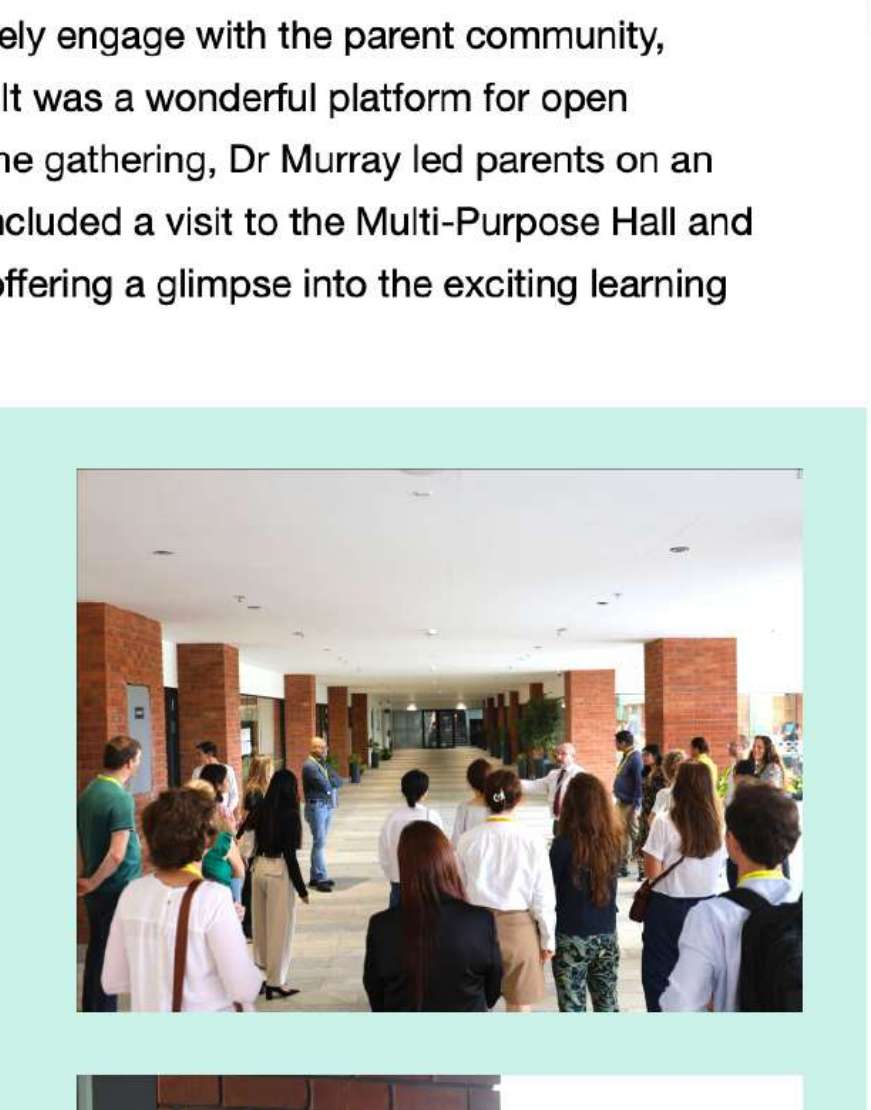 ely engage with the parent community,
It was a wonderful platform for open
he gathering, Dr Murray led parents on an
ncluded a visit to the Multi-Purpose Hall and
offering a glimpse into the exciting learning